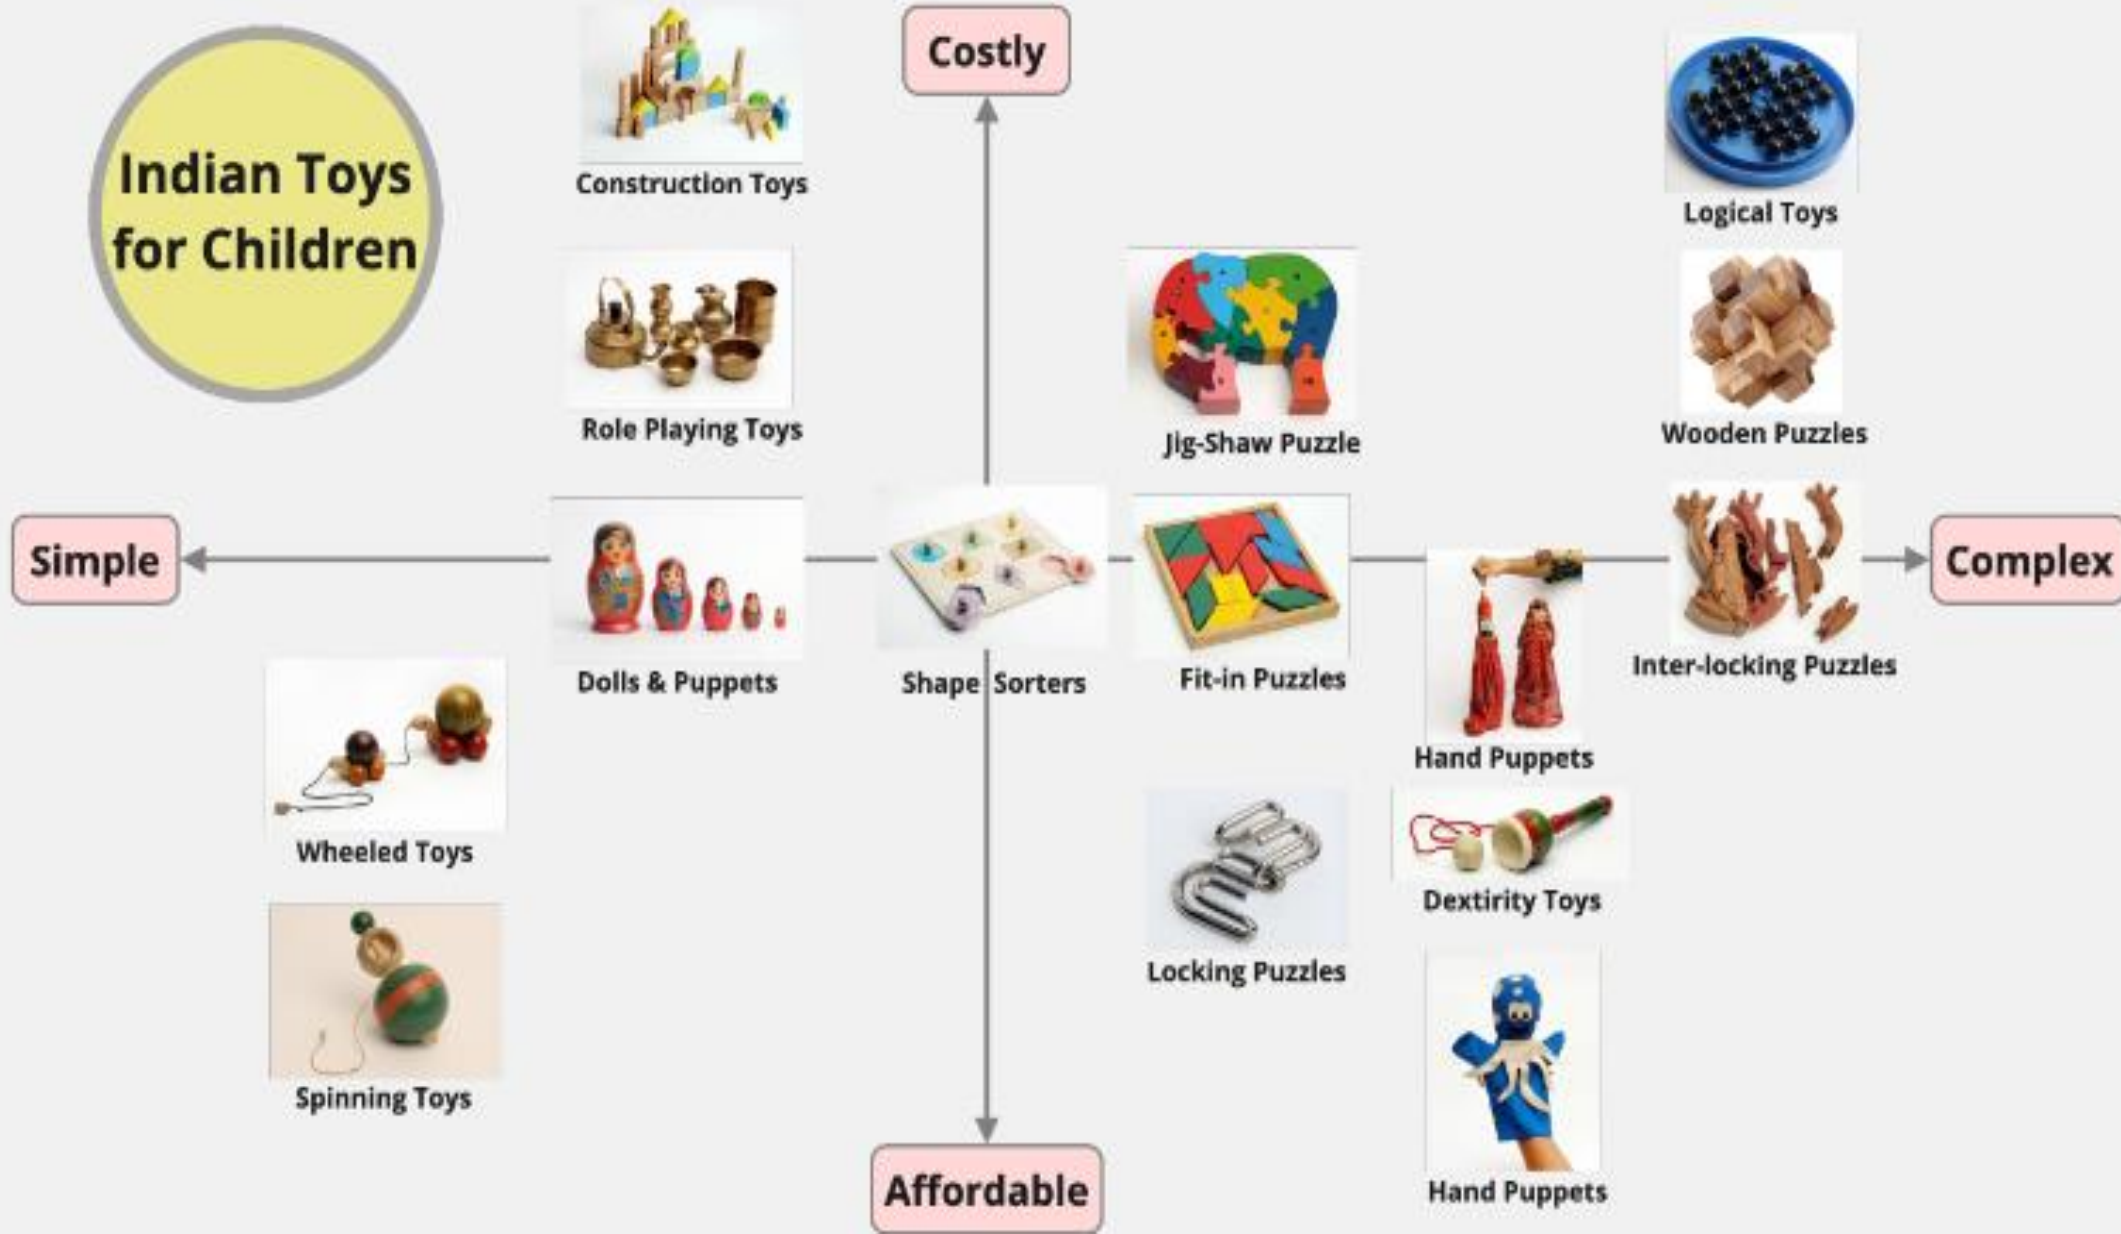 Indian Toys
for Children
Costly
Construction Toys
Logical Toys
Role Playing Toys
Jig-Shaw Puzzle
Wooden Puzzles
Simple
Complex
Dolls & Puppets
Shape Sorters
Fit-in Puzzles
Inter-locking Puzzles
Hand Puppets
Wheeled Toys
Dextirity Toys
Locking Puzzles
Spinning Toys
Affordable
Hand Puppets